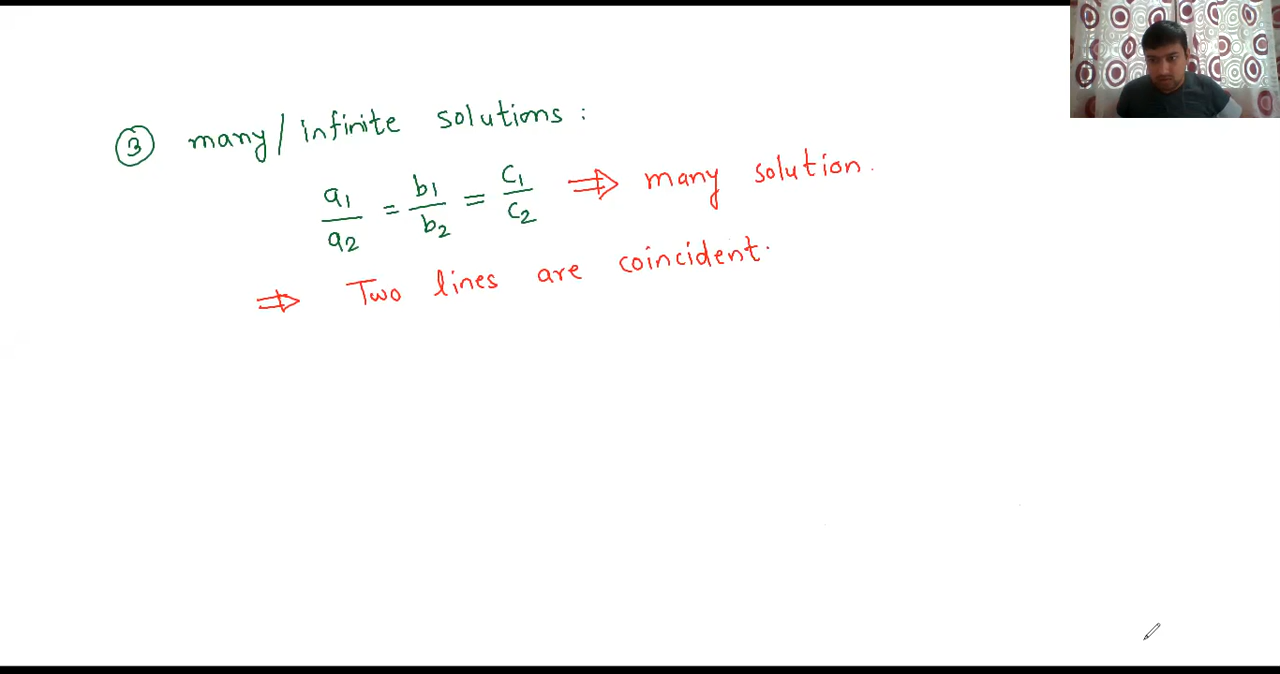 ③ many/infinite solutions :
a1/a2 = b1/b2 = c1/c2 ⇒ many solution.
⇒ Two lines are coincident.